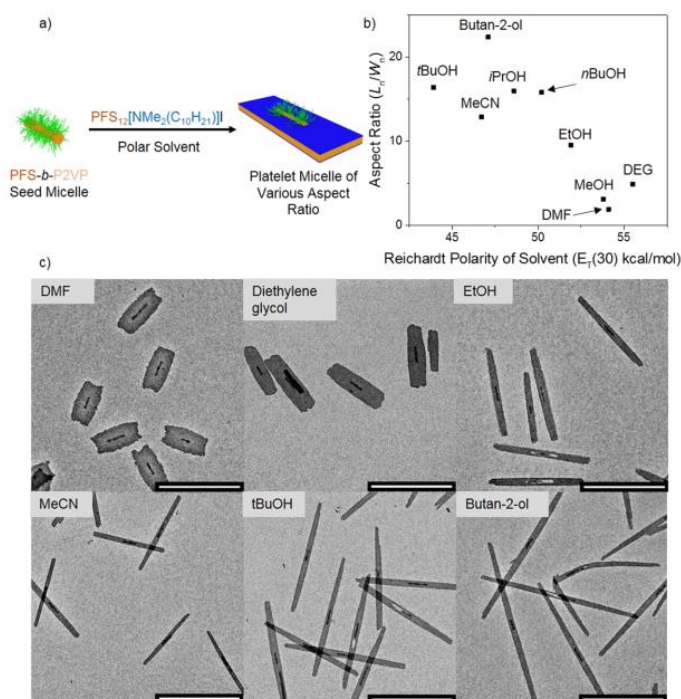 a)
PFS12[NMe2(C10H21)]I
Polar Solvent
PFS-b-P2VP
Seed Micelle
Platelet Micelle of
Various Aspect
Ratio
b)
Aspect Ratio (Ln/Wn)
20
10
0
Butan-2-ol
tBuOH
iPrOH
nBuOH
MeCN
EtOH
DEG
MeOH
DMF
45
50
55
Reichardt Polarity of Solvent (ET(30) kcal/mol)
c)
DMF
Diethylene
glycol
EtOH
MeCN
tBuOH
Butan-2-ol